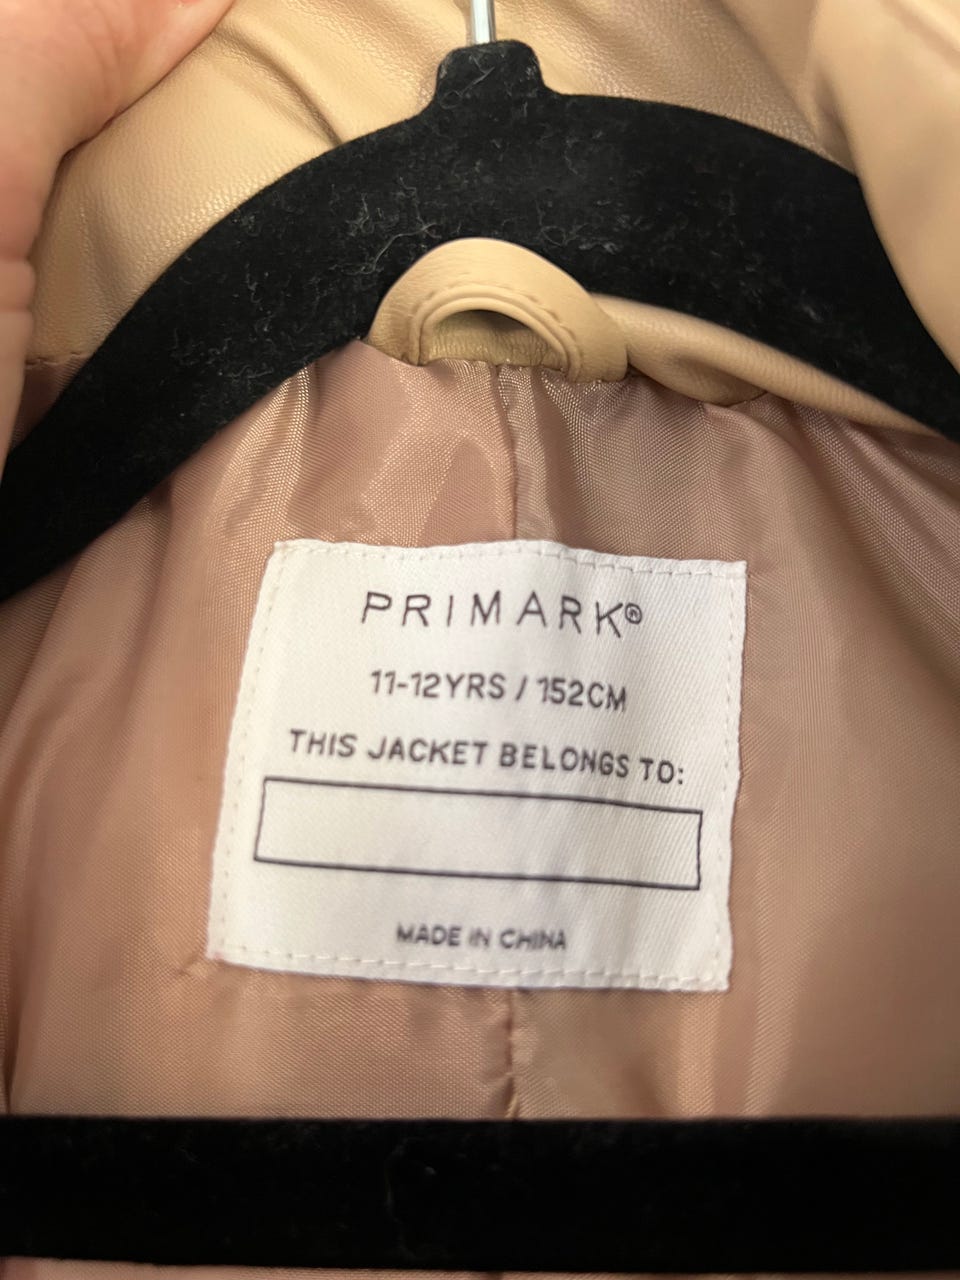 PRIMARK®
11-12YRS / 152CM
THIS JACKET BELONGS TO:
MADE IN CHINA